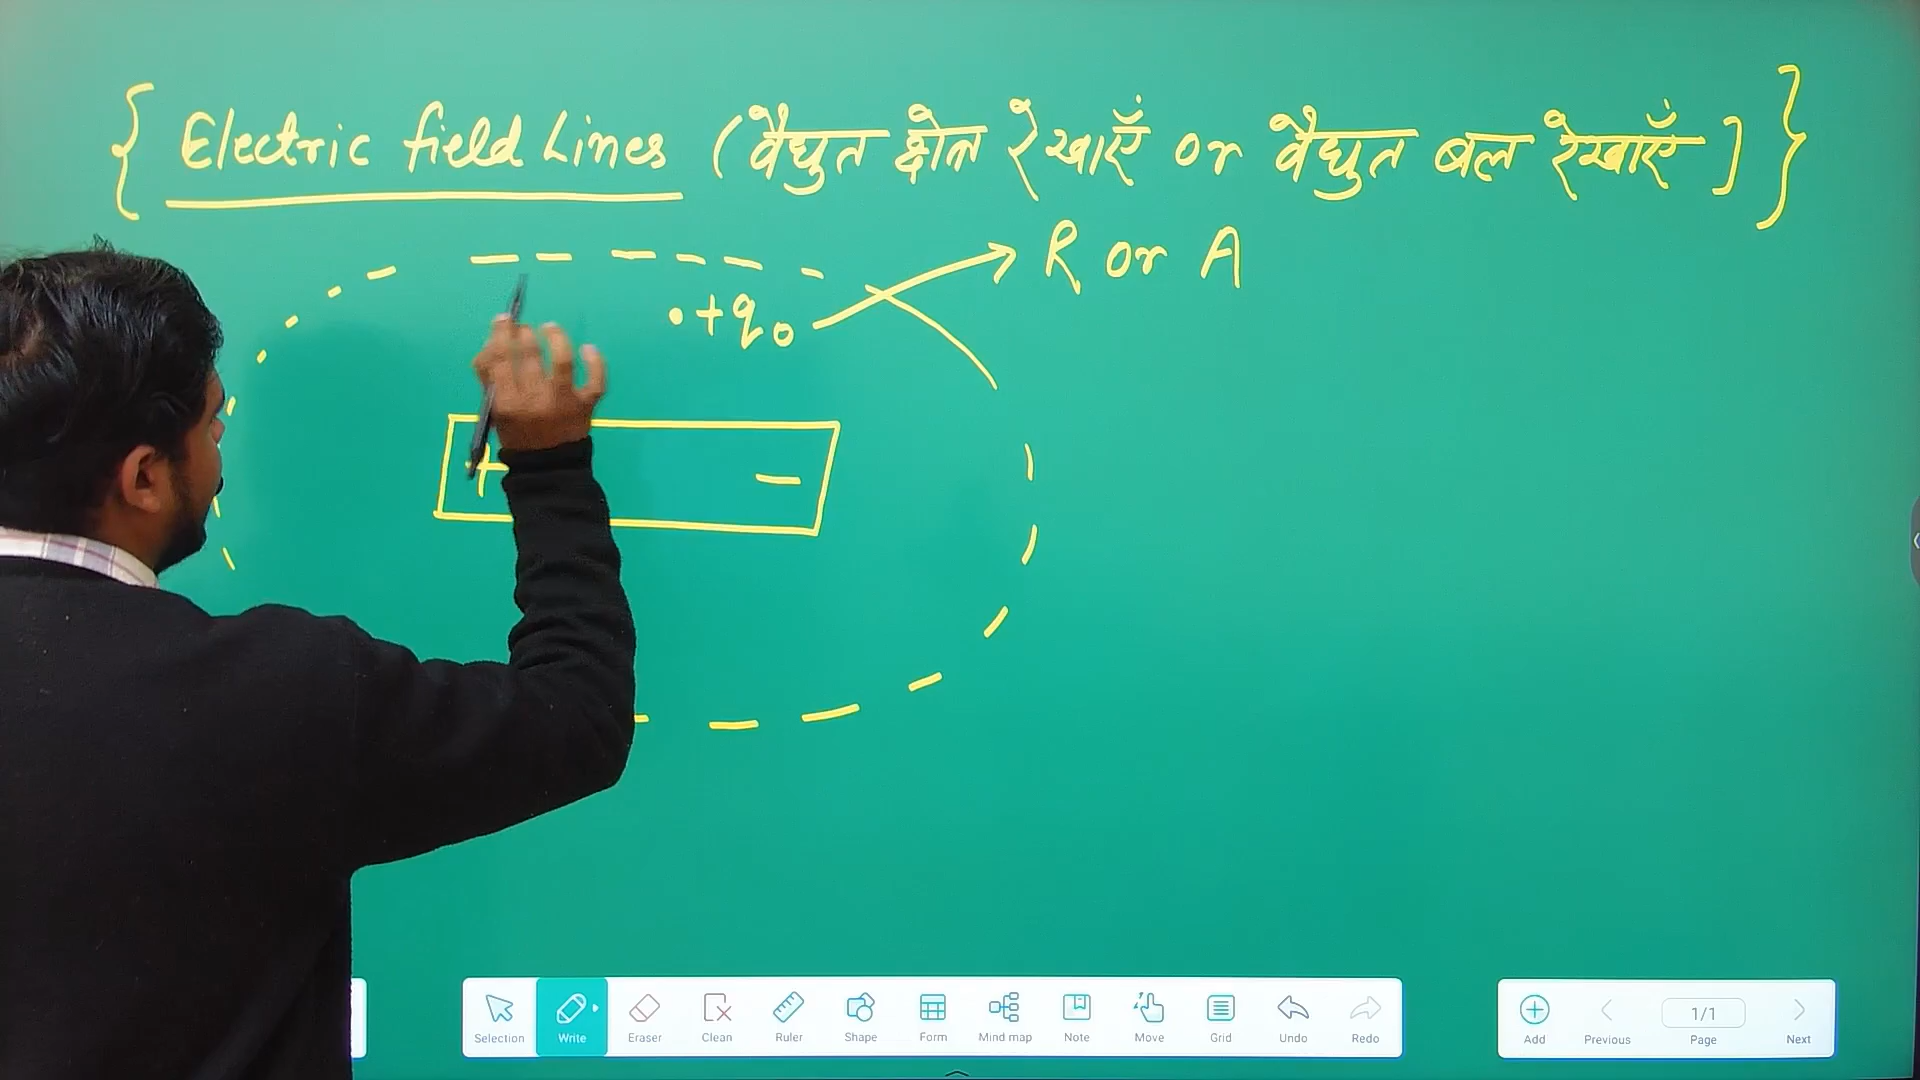 { Electric field Lines (वैद्युत क्षेत्र रेखाएँ or वैद्युत बल रेखाएँ ) }
R or A
.+q₀
+ −
Selection Write Eraser Clean Ruler Shape Form Mind map Note Move Grid Undo Redo
Add Previous 1/1 Page Next